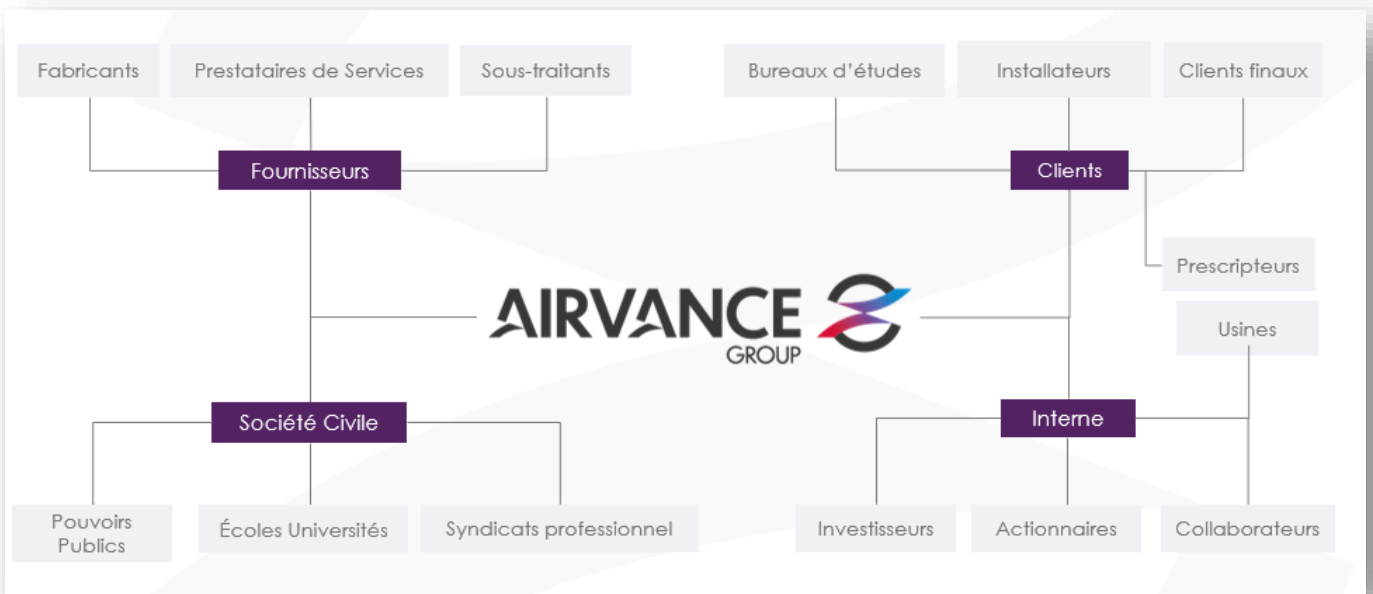 Fabricants
Prestataires de Services
Sous-traitants
Bureaux d'études
Installateurs
Clients finaux
Fournisseurs
Clients
Prescripteurs
AIRVANCE
GROUP
Usines
Société Civile
Interne
Pouvoirs
Publics
Écoles Universités
Syndicats professionnel
Investisseurs
Actionnaires
Collaborateurs